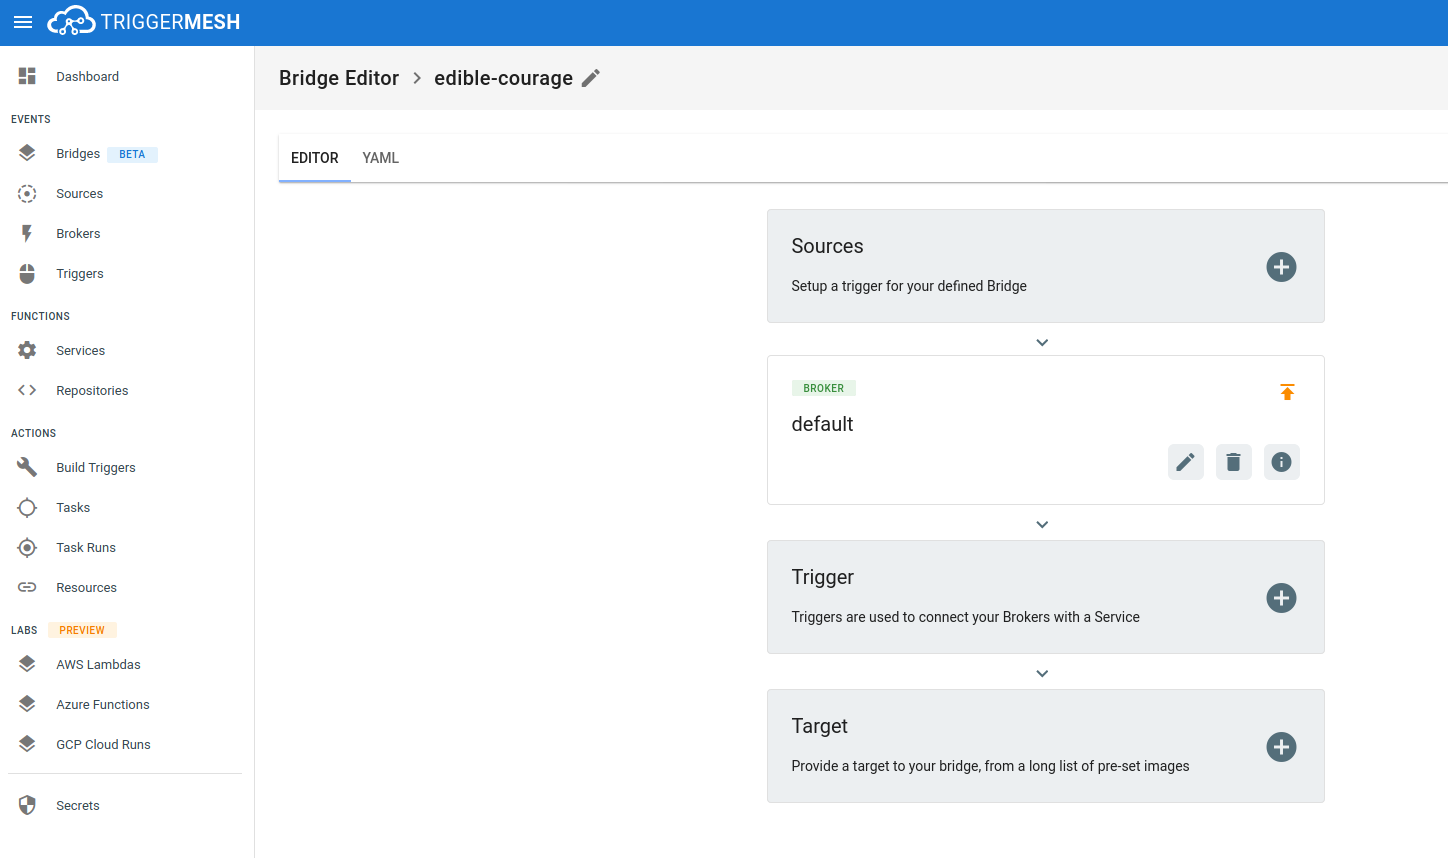 TRIGGERMESH
Dashboard
EVENTS
Bridges BETA
Sources
Brokers
Triggers
FUNCTIONS
Services
Repositories
ACTIONS
Build Triggers
Tasks
Task Runs
Resources
LABS PREVIEW
AWS Lambdas
Azure Functions
GCP Cloud Runs
Secrets
Bridge Editor > edible-courage
EDITOR YAML
Sources
Setup a trigger for your defined Bridge
BROKER
default
Trigger
Triggers are used to connect your Brokers with a Service
Target
Provide a target to your bridge, from a long list of pre-set images